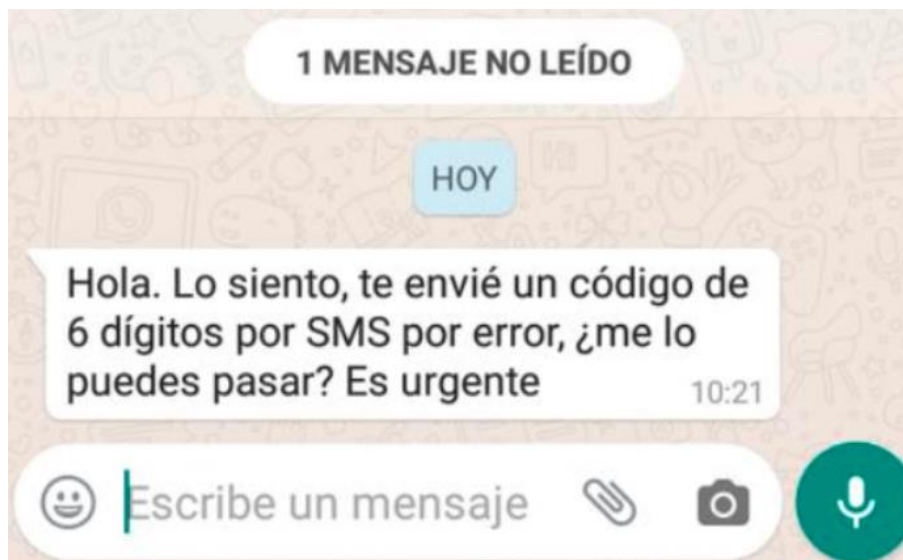 1 MENSAJE NO LEÍDO
HOY
Hola. Lo siento, te envié un código de
6 dígitos por SMS por error, ¿me lo
puedes pasar? Es urgente
10:21
Escribe un mensaje